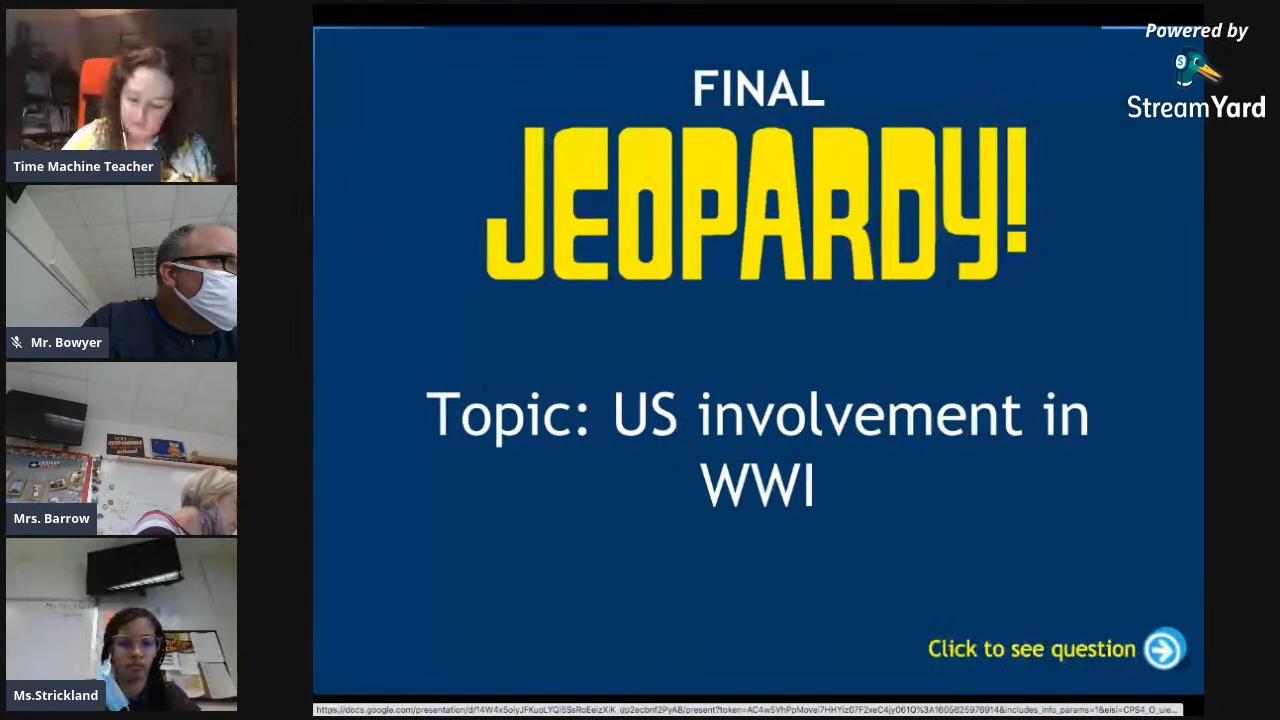 Time Machine Teacher
Mr. Bowyer
Mrs. Barrow
Ms.Strickland
FINAL
JEOPARDY!
Topic: US involvement in
WWI
Click to see question
Powered by
StreamYard